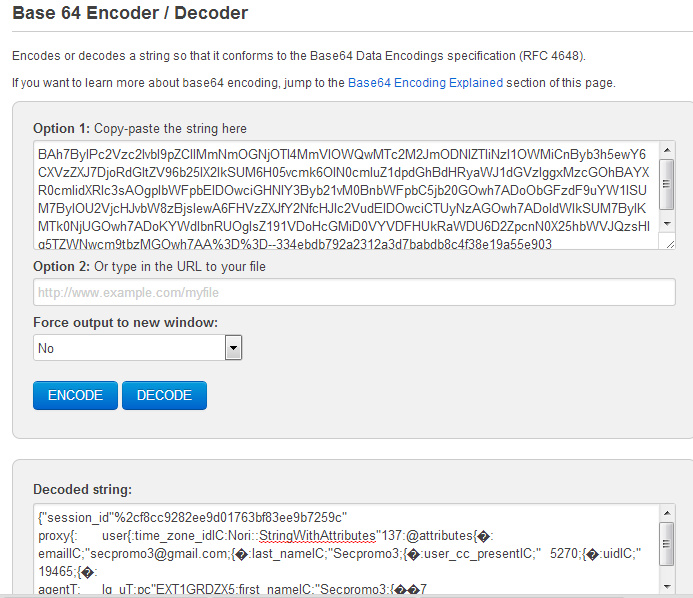 Base 64 Encoder / Decoder
Encodes or decodes a string so that it conforms to the Base64 Data Encodings specification (RFC 4648).
If you want to learn more about base64 encoding, jump to the Base64 Encoding Explained section of this page.
Option 1: Copy-paste the string here
BAh7BylPc2Vzc2lvbl9pZCIlMmNmOGNjOTI4MmVlOWQwMTc2M2JmODNlZTliNzI1OWMiCnByb3h5ewY6
CXVzZXJ7DjoRdGltZV96b25lX2lkSUM6H05vcmk6OlN0cmluZ1dpdGhBdHRyaWJ1dGVzIggxMzcGOhBAYX
R0cmlidXRlc3sAOgplbWFpbElDOwciGHNlY3Byb21vM0BnbWFpbC5jb20GOwh7ADoObGFzdF9uYW1lSU
M7BylOU2VjcHJvbW8zBjsIewA6FHVzZXJfY2NfcHJlc2VudElDOwciCTUyNzAGOwh7ADoIdWlkSUM7BylK
MTk0NjUGOwh7ADoKYWdlbnRUOglsZ191VDoHcGMiD0VYVDFHUkRaWDU6D2ZpcnN0X25hbWVJQzsHI
g5TZWNwcm9tbzMGOwh7AA%3D%3D--334ebdb792a2312a3d7babdb8c4f38e19a55e903
Option 2: Or type in the URL to your file
http://www.example.com/myfile
Force output to new window:
No
ENCODE DECODE
Decoded string:
{"session_id"%2cf8cc9282ee9d01763bf83ee9b7259c"
proxy{: user{:time_zone_idIC:Nori::StringWithAttributes"137:@attributes{�:
emailIC;"secpromo3@gmail.com;{�:last_nameIC;"Secpromo3;{�:user_cc_presentIC;" 5270;{�:uidIC;"
19465;{�:
agentT: lg_uT:pc"EXT1GRDZX5:first_nameIC;"Secpromo3;{��7